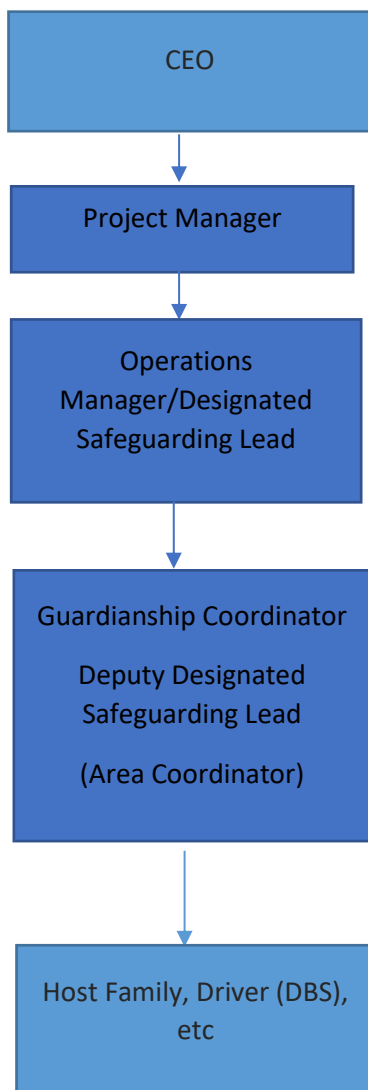 CEO
Project Manager
Operations
Manager/Designated
Safeguarding Lead
Guardianship Coordinator
Deputy Designated
Safeguarding Lead
(Area Coordinator)
Host Family, Driver (DBS),
etc